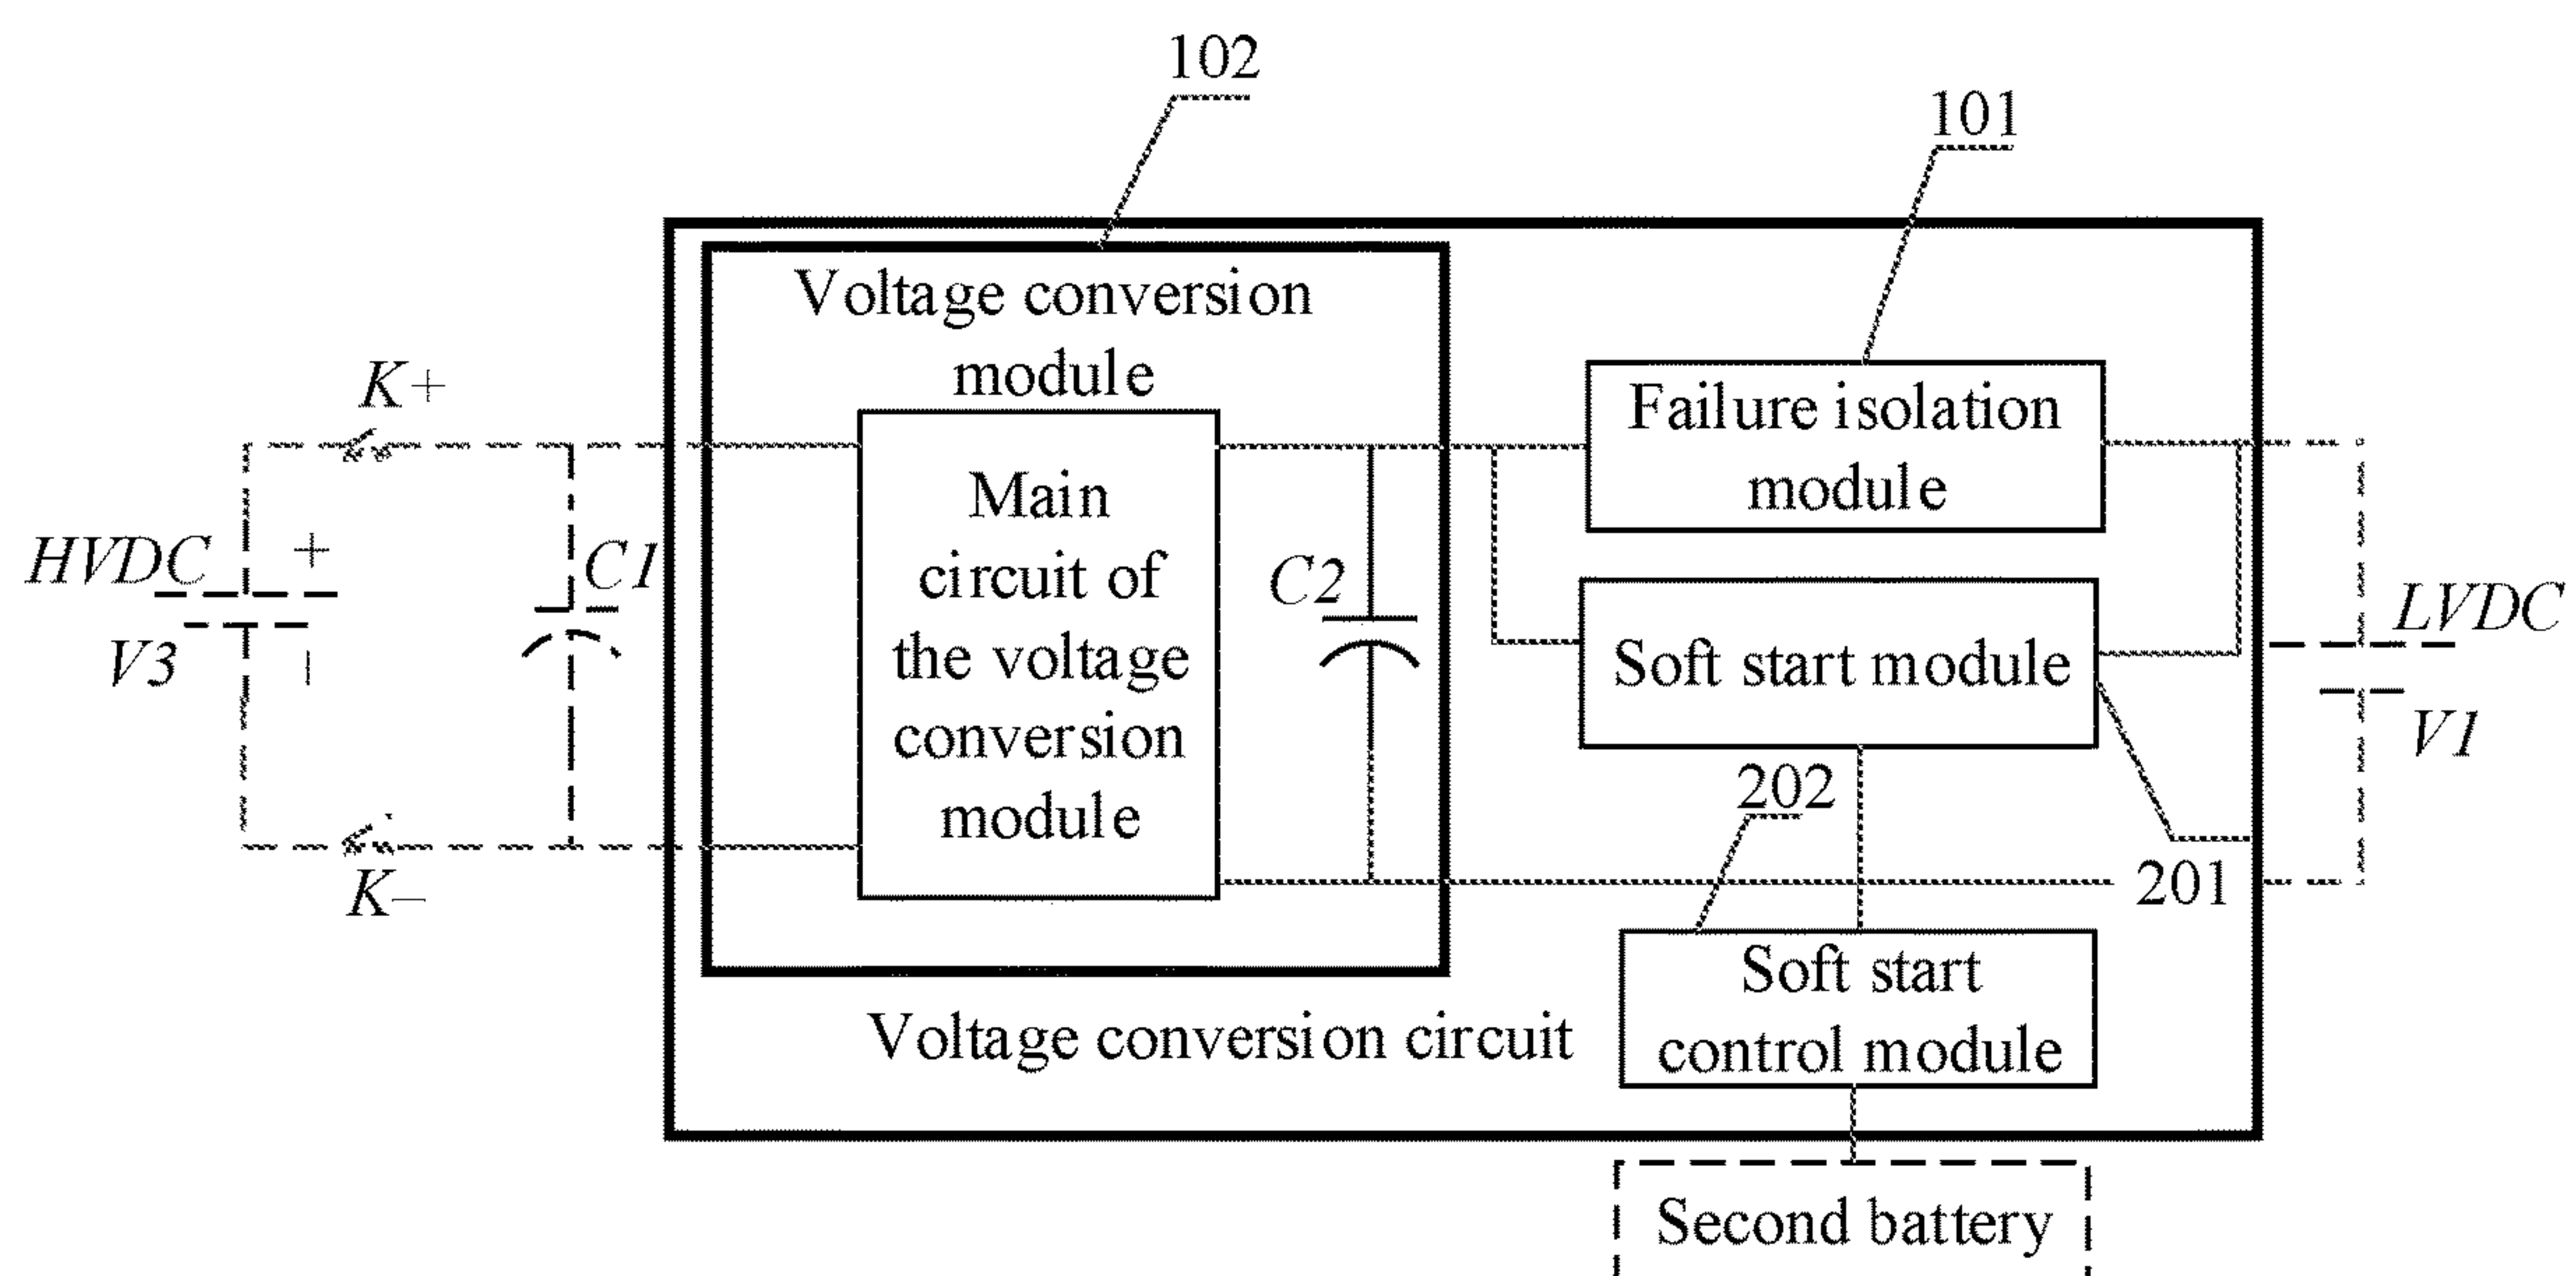 102
101
Voltage conversion
module
K+
Failure isolation
module
Main
circuit of
the voltage
conversion
module
HVDC
+
C1
C2
LVDC
V3
–
Soft start module
V1
202
K–
201
Soft start
control module
Voltage conversion circuit
Second battery